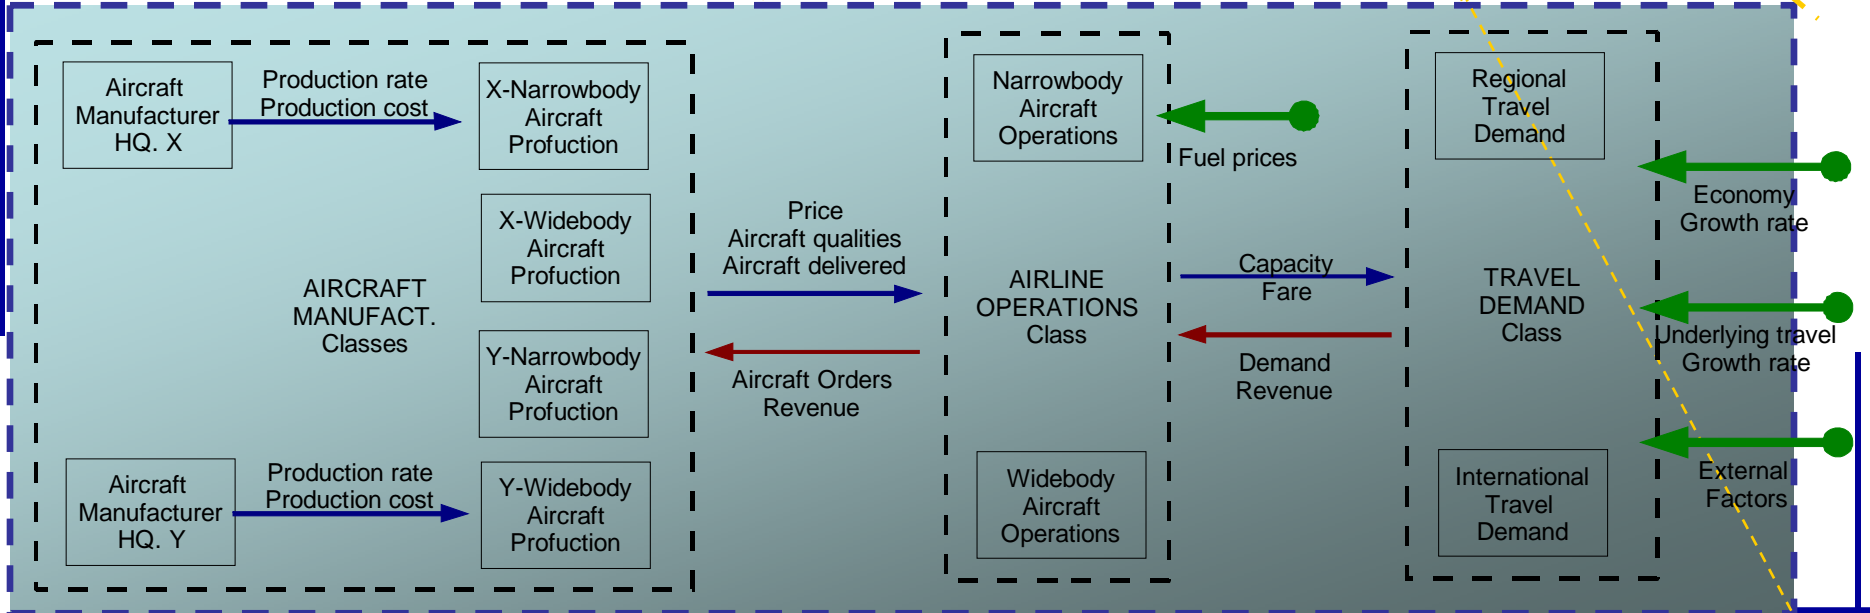 Aircraft
Manufacturer
HQ. X
Production rate
Production cost
X-Narrowbody
Aircraft
Profuction
X-Widebody
Aircraft
Profuction
AIRCRAFT
MANUFACT.
Classes
Y-Narrowbody
Aircraft
Profuction
Aircraft
Manufacturer
HQ. Y
Production rate
Production cost
Y-Widebody
Aircraft
Profuction
Price
Aircraft qualities
Aircraft delivered
Aircraft Orders
Revenue
Narrowbody
Aircraft
Operations
AIRLINE
OPERATIONS
Class
Widebody
Aircraft
Operations
Fuel prices
Capacity
Fare
Demand
Revenue
Regional
Travel
Demand
TRAVEL
DEMAND
Class
International
Travel
Demand
Economy
Growth rate
Underlying travel
Growth rate
External
Factors